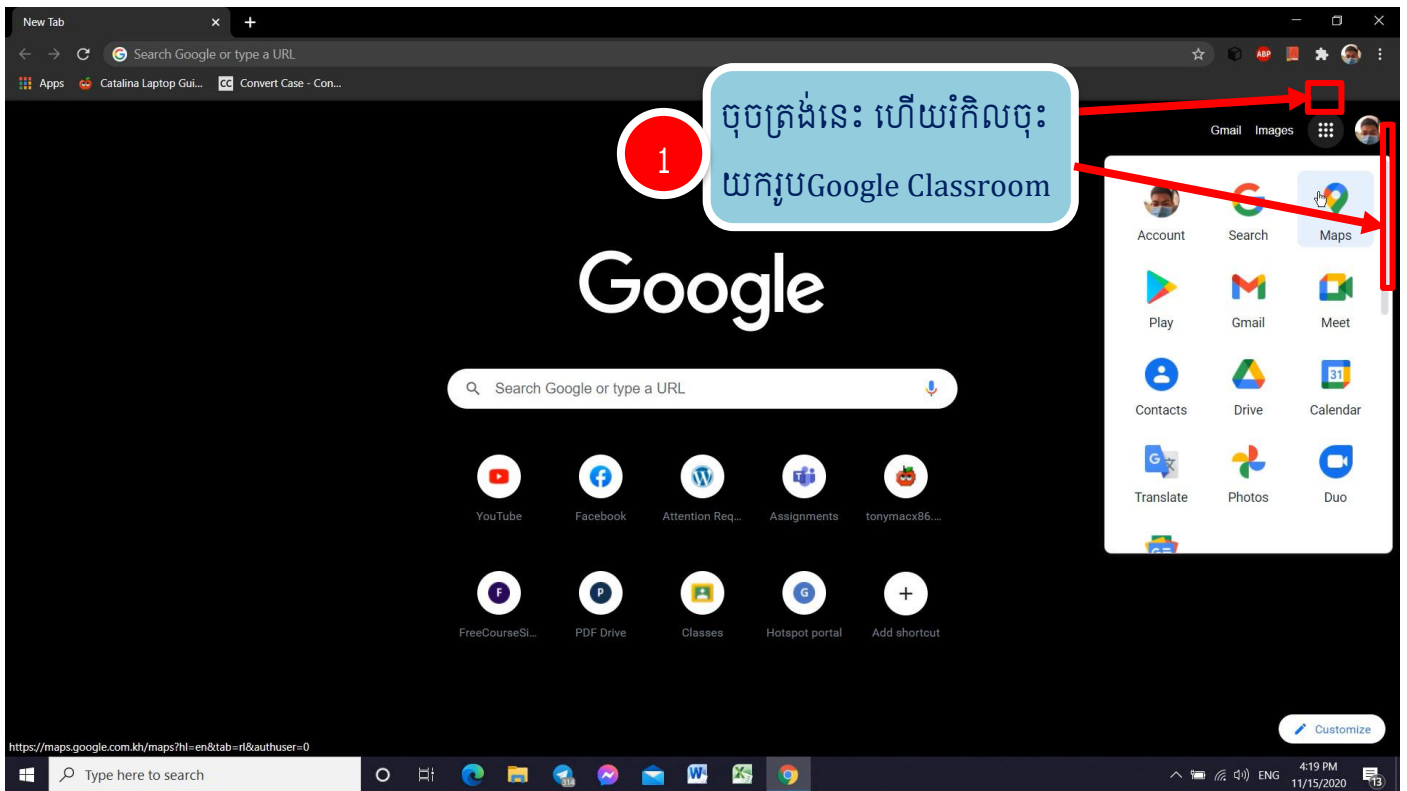 New Tab
Search Google or type a URL
ABP
Apps
Catalina Laptop Gui...
CC
Convert Case - Con...
1
ចុចត្រង់នេះ ហើយរំកិលចុះ
យករូបGoogle Classroom
Gmail Images
Account Search Maps
Play Gmail Meet
31
Contacts Drive Calendar
Translate Photos Duo
Google
Search Google or type a URL
YouTube Facebook Attention Req... Assignments tonymacx86....
F P G
FreeCourseSi... PDF Drive Classes Hotspot portal Add shortcut
Customize
https://maps.google.com.kh/maps?hl=en&tab=rl&authuser=0
Type here to search
314
ENG
4:19 PM
11/15/2020
13